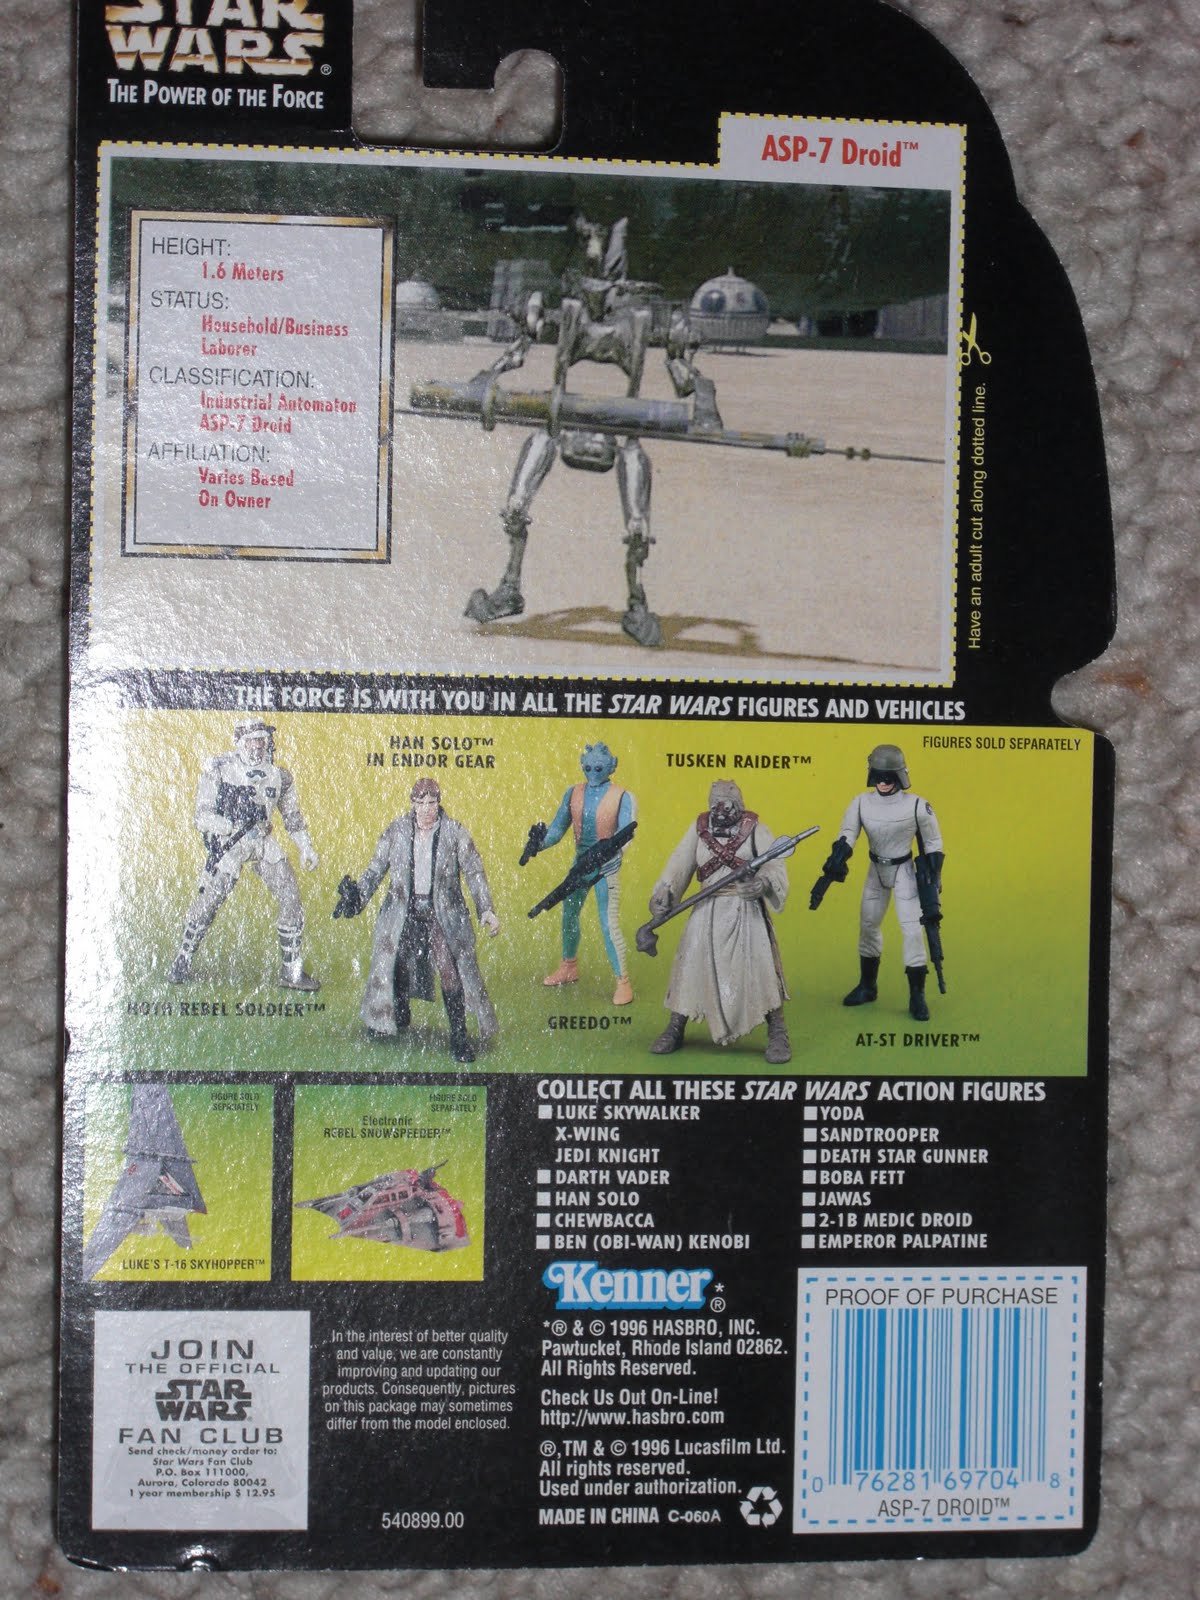 STAR
WARS®
THE POWER OF THE FORCE
ASP-7 Droid™
HEIGHT:
1.6 Meters
STATUS:
Household/Business
Laborer
CLASSIFICATION:
Industrial Automaton
ASP-7 Droid
AFFILIATION:
Varies Based
On Owner
Have an adult cut along dotted line.
THE FORCE IS WITH YOU IN ALL THE STAR WARS FIGURES AND VEHICLES
FIGURES SOLD SEPARATELY
HAN SOLO™
IN ENDOR GEAR
TUSKEN RAIDER™
HOTH REBEL SOLDIER™
GREEDO™
AT-ST DRIVER™
FIGURE SOLD
SEPARATELY
LUKE'S T-16 SKYHOPPER™
FIGURE SOLD
SEPARATELY
Electronic
REBEL SNOWSPEEDER™
COLLECT ALL THESE STAR WARS ACTION FIGURES
LUKE SKYWALKER
X-WING
JEDI KNIGHT
DARTH VADER
HAN SOLO
CHEWBACCA
BEN (OBI-WAN) KENOBI
YODA
SANDTROOPER
DEATH STAR GUNNER
BOBA FETT
JAWAS
2-1B MEDIC DROID
EMPEROR PALPATINE
JOIN
THE OFFICIAL
STAR
WARS
FAN CLUB
Send check/money order to:
Star Wars Fan Club
P.O. Box 111000,
Aurora, Colorado 80042
1 year membership $ 12.95
In the interest of better quality
and value, we are constantly
improving and updating our
products. Consequently, pictures
on this package may sometimes
differ from the model enclosed.
540899.00
Kenner*®
*® & © 1996 HASBRO, INC.
Pawtucket, Rhode Island 02862.
All Rights Reserved.
Check Us Out On-Line!
http://www.hasbro.com
®,TM & © 1996 Lucasfilm Ltd.
All rights reserved.
Used under authorization.
MADE IN CHINA C-060A
PROOF OF PURCHASE
0 76281 69704 8
ASP-7 DROID™